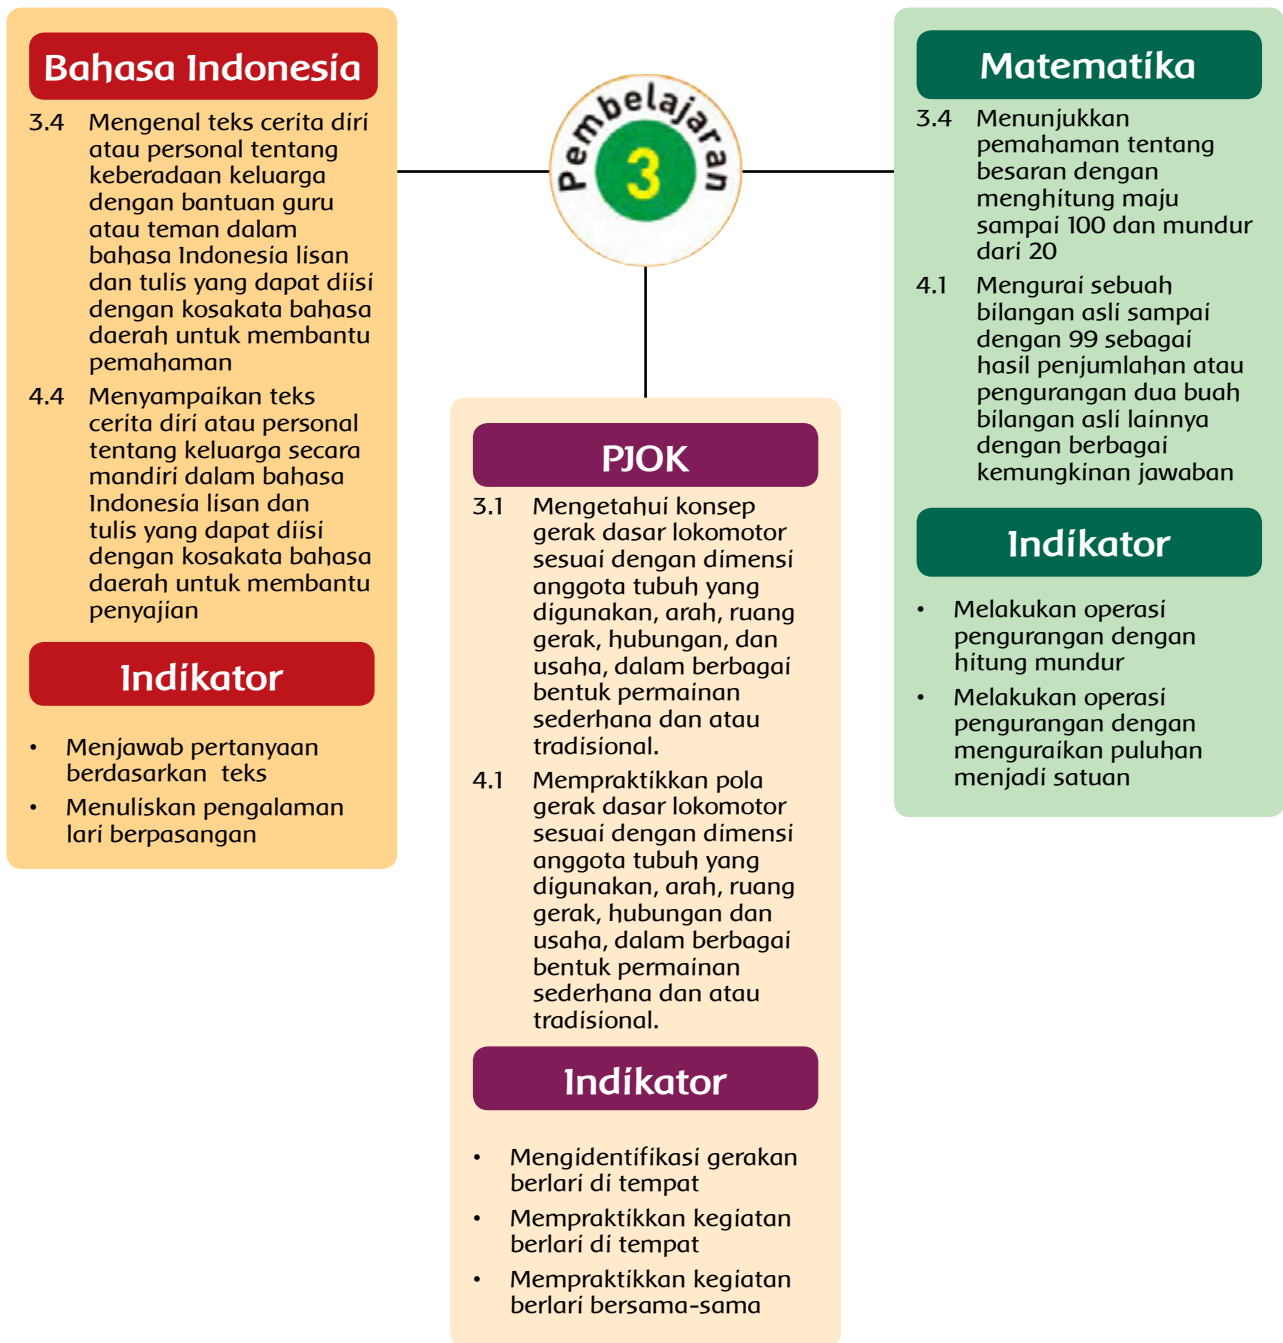 Bahasa Indonesia
3.4 Mengenal teks cerita diri
atau personal tentang
keberadaan keluarga
dengan bantuan guru
atau teman dalam
bahasa Indonesia lisan
dan tulis yang dapat diisi
dengan kosakata bahasa
daerah untuk membantu
pemahaman
4.4 Menyampaikan teks
cerita diri atau personal
tentang keluarga secara
mandiri dalam bahasa
Indonesia lisan dan
tulis yang dapat diisi
dengan kosakata bahasa
daerah untuk membantu
penyajian
Indikator
• Menjawab pertanyaan
berdasarkan teks
• Menuliskan pengalaman
lari berpasangan
Pembelajaran
3
PJOK
3.1 Mengetahui konsep
gerak dasar lokomotor
sesuai dengan dimensi
anggota tubuh yang
digunakan, arah, ruang
gerak, hubungan, dan
usaha, dalam berbagai
bentuk permainan
sederhana dan atau
tradisional.
4.1 Mempraktikkan pola
gerak dasar lokomotor
sesuai dengan dimensi
anggota tubuh yang
digunakan, arah, ruang
gerak, hubungan dan
usaha, dalam berbagai
bentuk permainan
sederhana dan atau
tradisional.
Indikator
• Mengidentifikasi gerakan
berlari di tempat
• Mempraktikkan kegiatan
berlari di tempat
• Mempraktikkan kegiatan
berlari bersama-sama
Matematika
3.4 Menunjukkan
pemahaman tentang
besaran dengan
menghitung maju
sampai 100 dan mundur
dari 20
4.1 Mengurai sebuah
bilangan asli sampai
dengan 99 sebagai
hasil penjumlahan atau
pengurangan dua buah
bilangan asli lainnya
dengan berbagai
kemungkinan jawaban
Indikator
• Melakukan operasi
pengurangan dengan
hitung mundur
• Melakukan operasi
pengurangan dengan
menguraikan puluhan
menjadi satuan